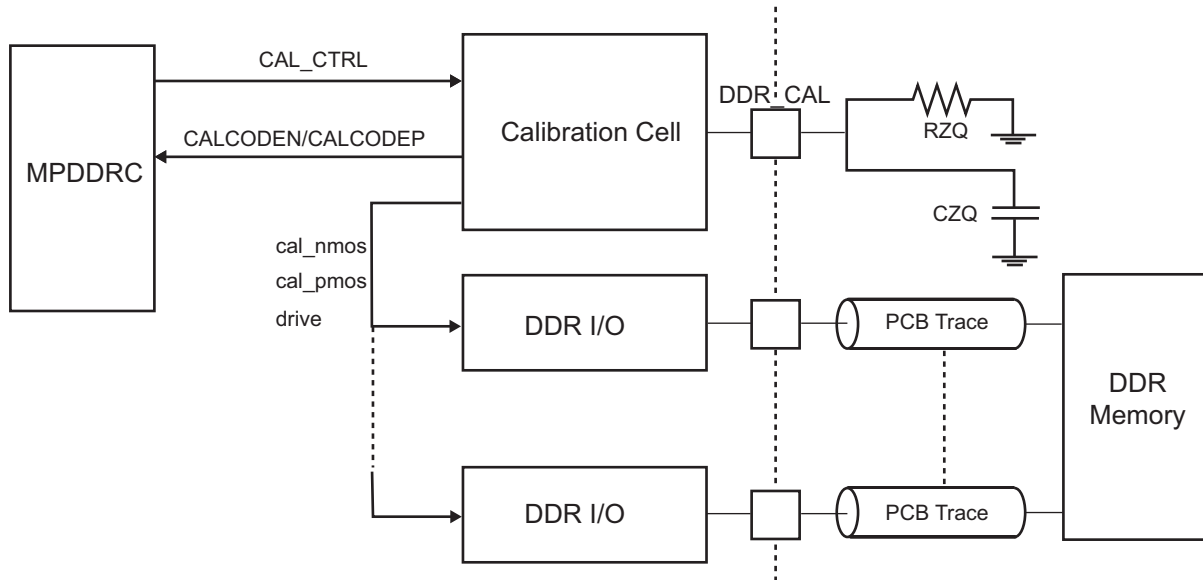 CAL_CTRL
DDR_CAL
RZQ
Calibration Cell
CALCODEN/CALCODEP
MPDDRC
CZQ
cal_nmos
cal_pmos
drive
DDR I/O
PCB Trace
DDR
Memory
DDR I/O
PCB Trace